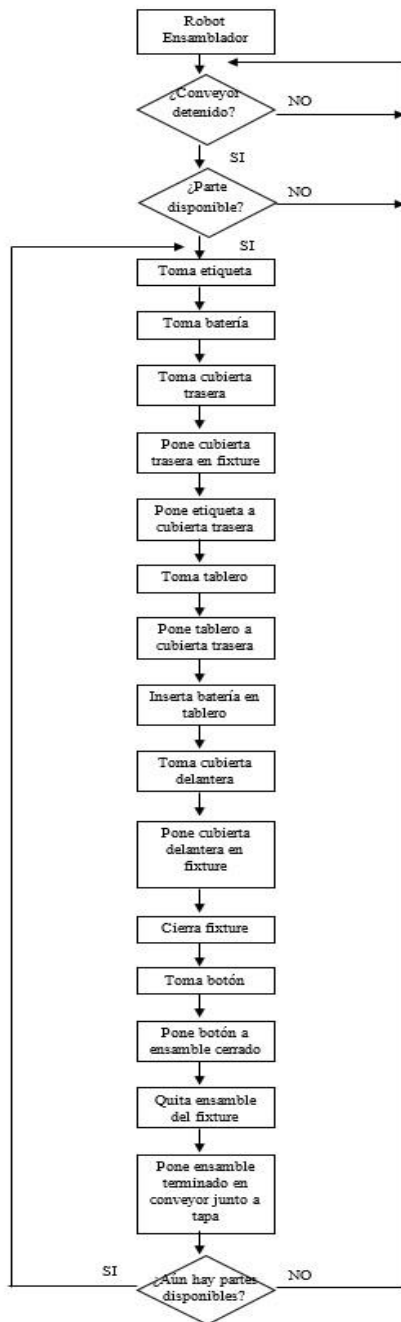 Robot
Ensamblador
¿Conveyor
detenido?
NO
SI
¿Parte
disponible?
NO
SI
Toma etiqueta
Toma batería
Toma cubierta
trasera
Pone cubierta
trasera en fixture
Pone etiqueta a
cubierta trasera
Toma tablero
Pone tablero a
cubierta trasera
Inserta batería en
tablero
Toma cubierta
delantera
Pone cubierta
delantera en
fixture
Cierra fixture
Toma botón
Pone botón a
ensamble cerrado
Quita ensamble
del fixture
Pone ensamble
terminado en
conveyor junto a
tapa
SI
¿Aún hay partes
disponibles?
NO